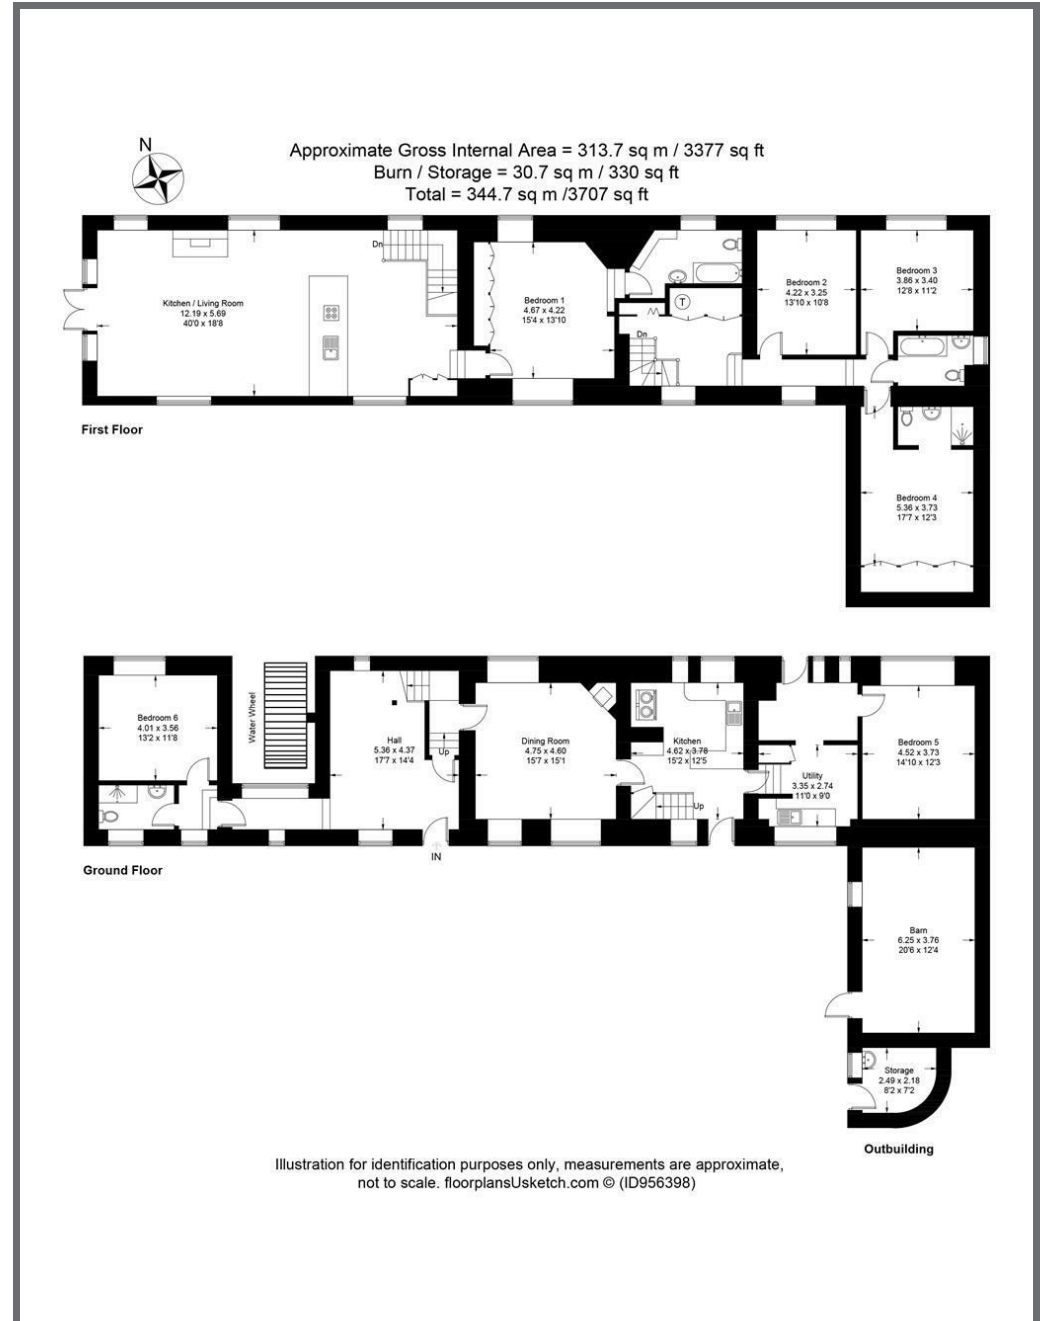 N
Approximate Gross Internal Area = 313.7 sq m / 3377 sq ft
Burn / Storage = 30.7 sq m / 330 sq ft
Total = 344.7 sq m /3707 sq ft
Dn
Kitchen / Living Room
12.19 x 5.69
40'0 x 18'8
Bedroom 1
4.67 x 4.22
15'4 x 13'10
T
Dn
Bedroom 2
4.22 x 3.25
13'10 x 10'8
Bedroom 3
3.86 x 3.40
12'8 x 11'2
First Floor
Bedroom 4
5.36 x 3.73
17'7 x 12'3
Bedroom 6
4.01 x 3.56
13'2 x 11'8
Water Wheel
Hall
5.36 x 4.37
17'7 x 14'4
Up
Dining Room
4.75 x 4.60
15'7 x 15'1
Kitchen
4.62 x 3.78
15'2 x 12'5
Up
Utility
3.35 x 2.74
11'0 x 9'0
Bedroom 5
4.52 x 3.73
14'10 x 12'3
IN
Ground Floor
Barn
6.25 x 3.76
20'6 x 12'4
Storage
2.49 x 2.18
8'2 x 7'2
Outbuilding
Illustration for identification purposes only, measurements are approximate,
not to scale. floorplansUsketch.com © (ID956398)